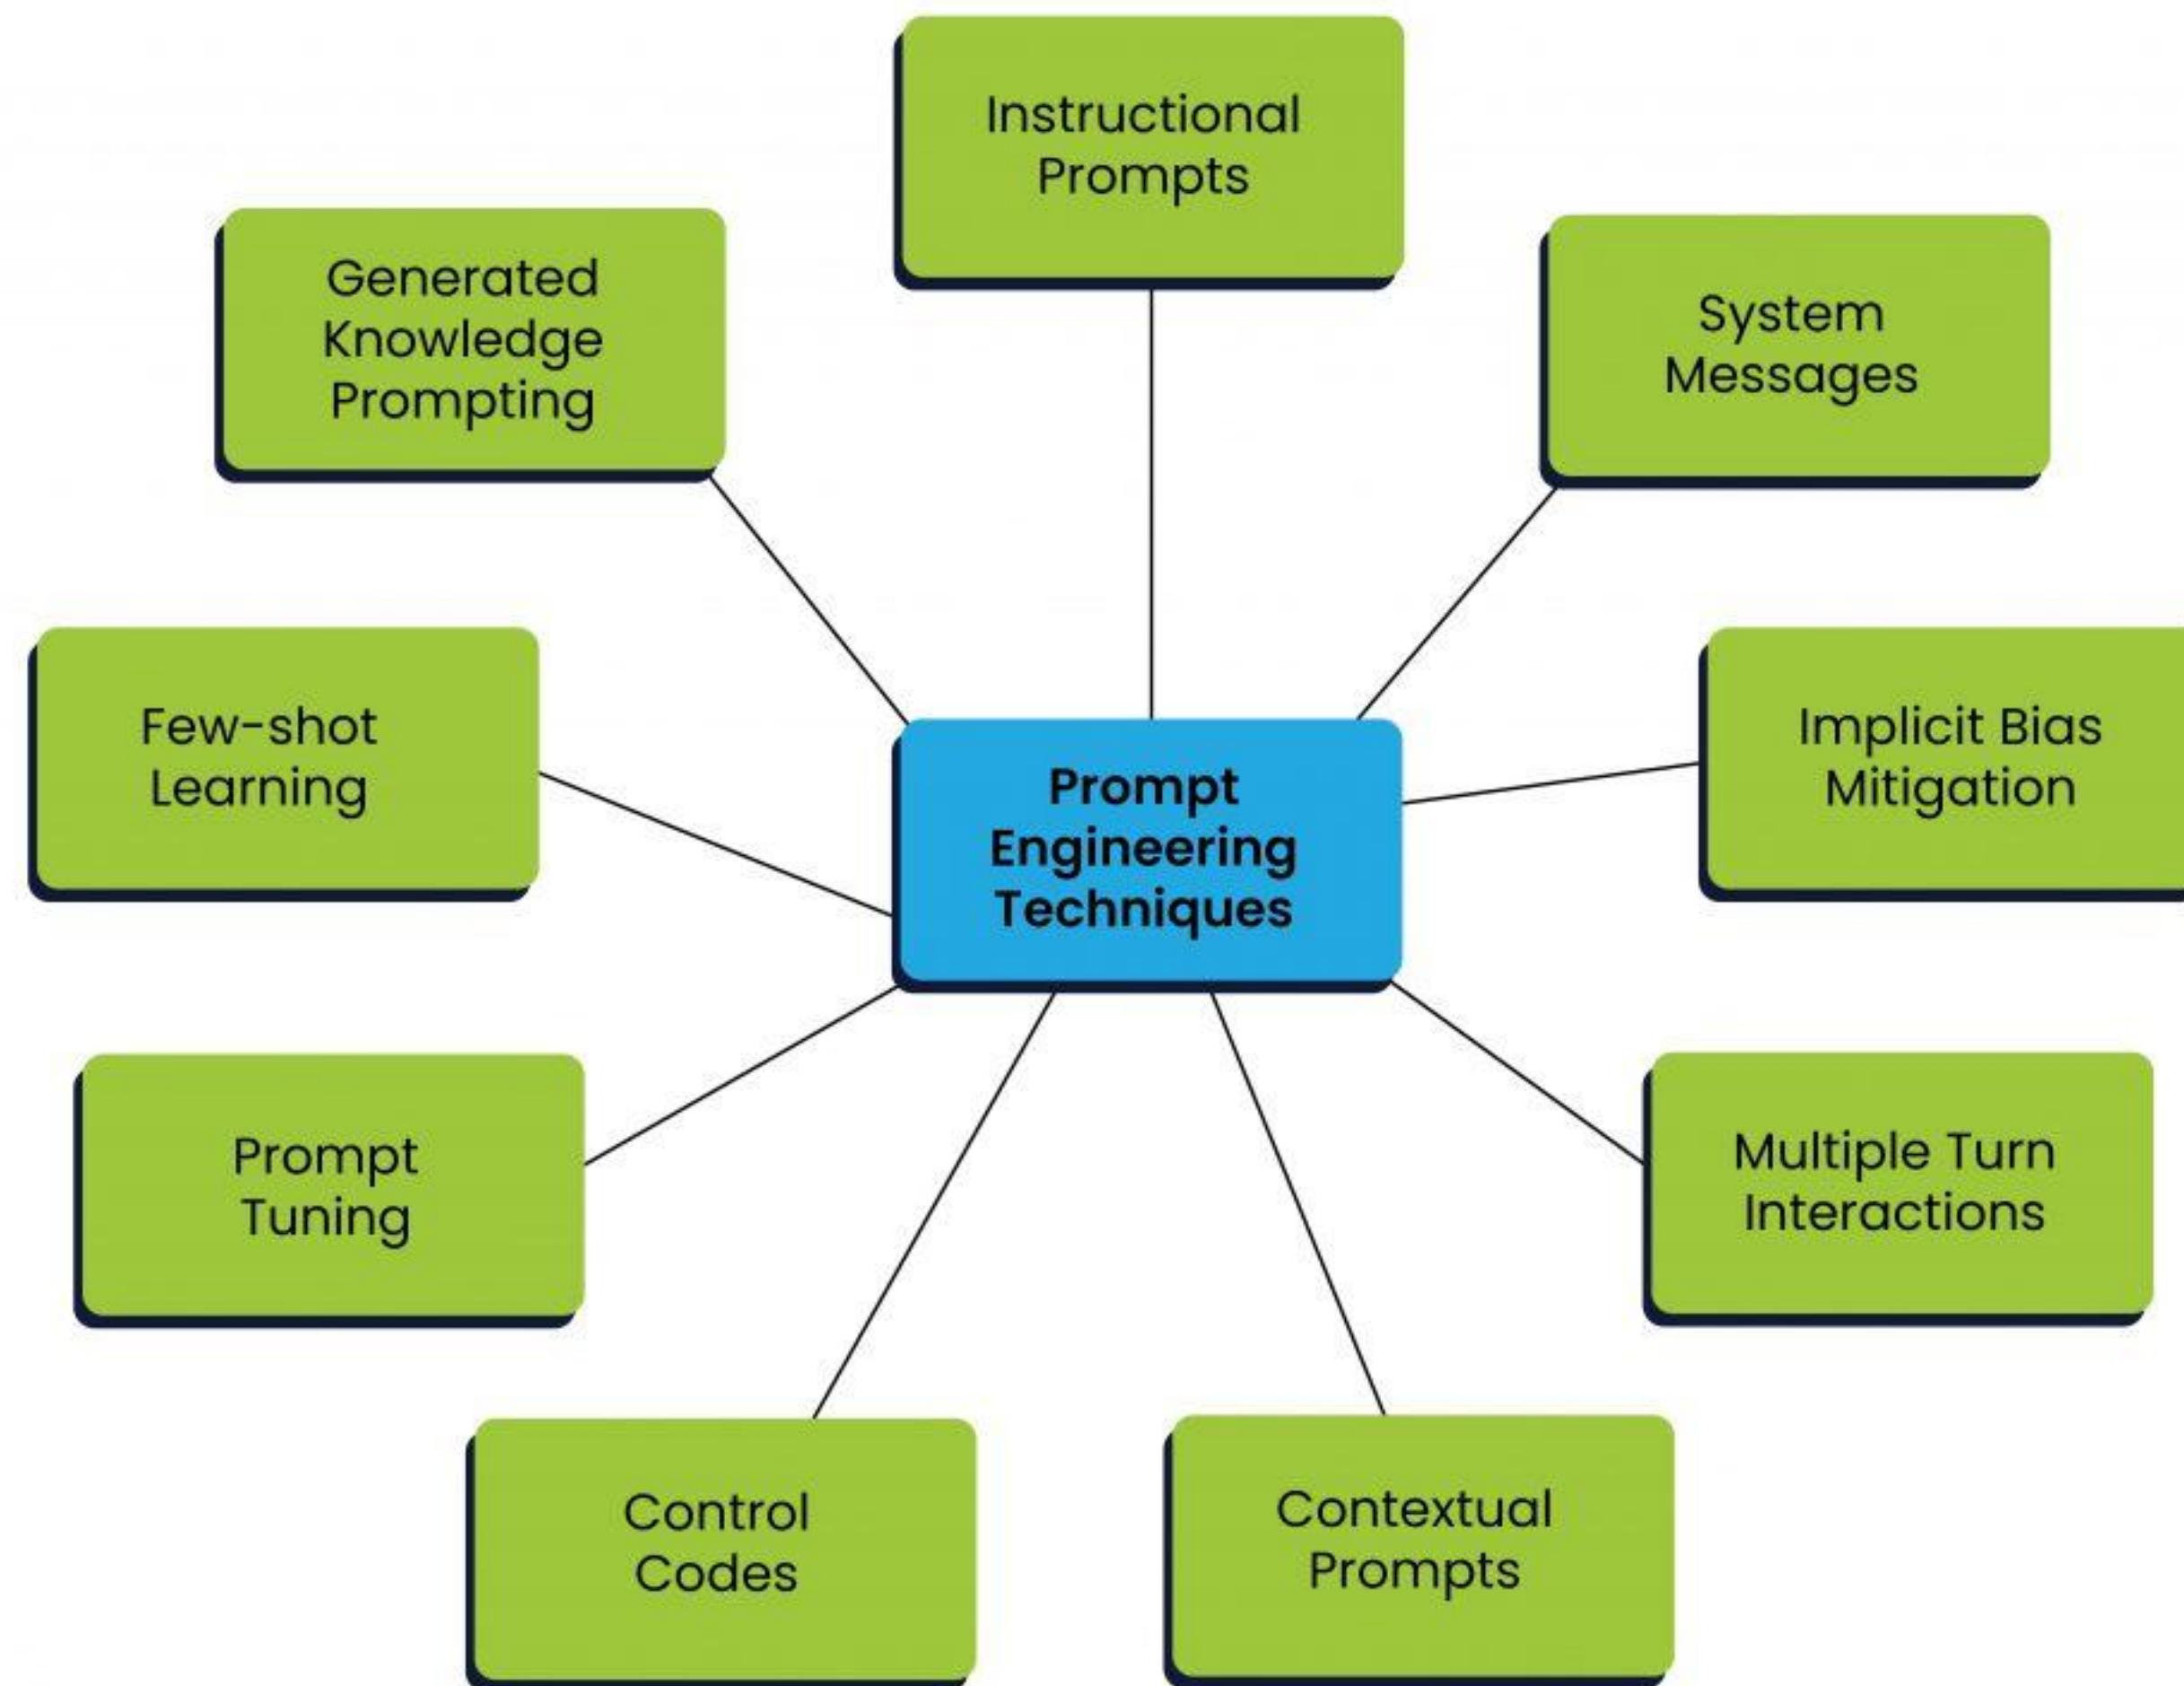 Instructional
Prompts
Generated
Knowledge
Prompting
System
Messages
Few-shot
Learning
Implicit Bias
Mitigation
Prompt
Engineering
Techniques
Prompt
Tuning
Multiple Turn
Interactions
Control
Codes
Contextual
Prompts